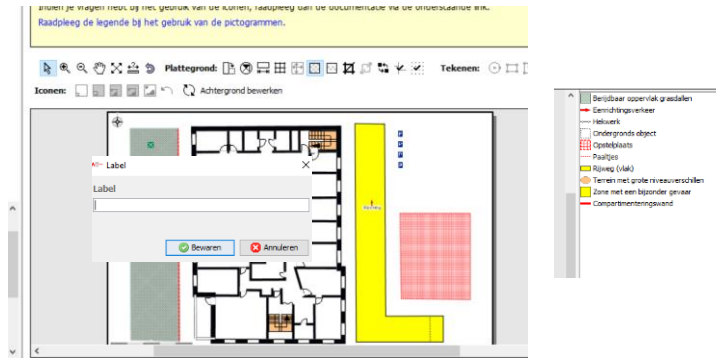 Indien je vragen hebt bij het gebruik van de iconen, raadpleeg dan de documentatie via de onderstaande link.
Raadpleeg de legende bij het gebruik van de pictogrammen.
Plattegrond:
Tekenen:
Iconen:
Achtergrond bewerken
Label
Label
Bewaren
Annuleren
Berijdbaar oppervlak grasdallen
Eenrichtingsverkeer
Hekwerk
Ondergronds object
Opstelplaats
Paaltjes
Rijweg (vlak)
Terrein met grote niveauverschillen
Zone met een bijzonder gevaar
Compartimenteringswand